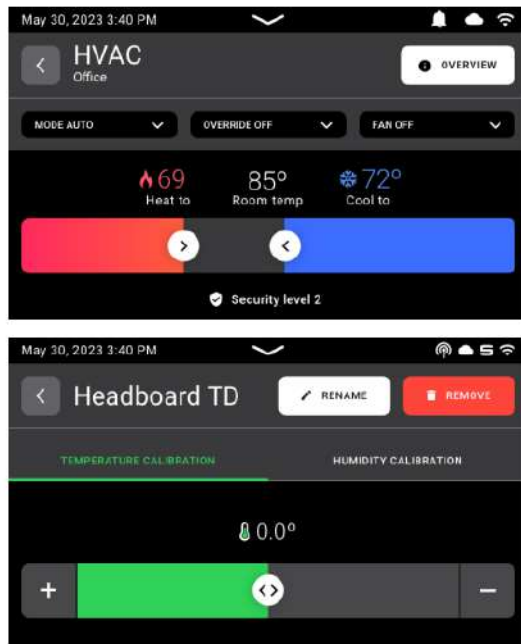 May 30, 2023 3:40 PM
HVAC
Office
OVERVIEW
MODE AUTO
OVERRIDE OFF
FAN OFF
69 85° 72°
Heat to Room temp Cool to
Security level 2
May 30, 2023 3:40 PM
Headboard TD
RENAME
REMOVE
TEMPERATURE CALIBRATION
HUMIDITY CALIBRATION
0.0°
+ −